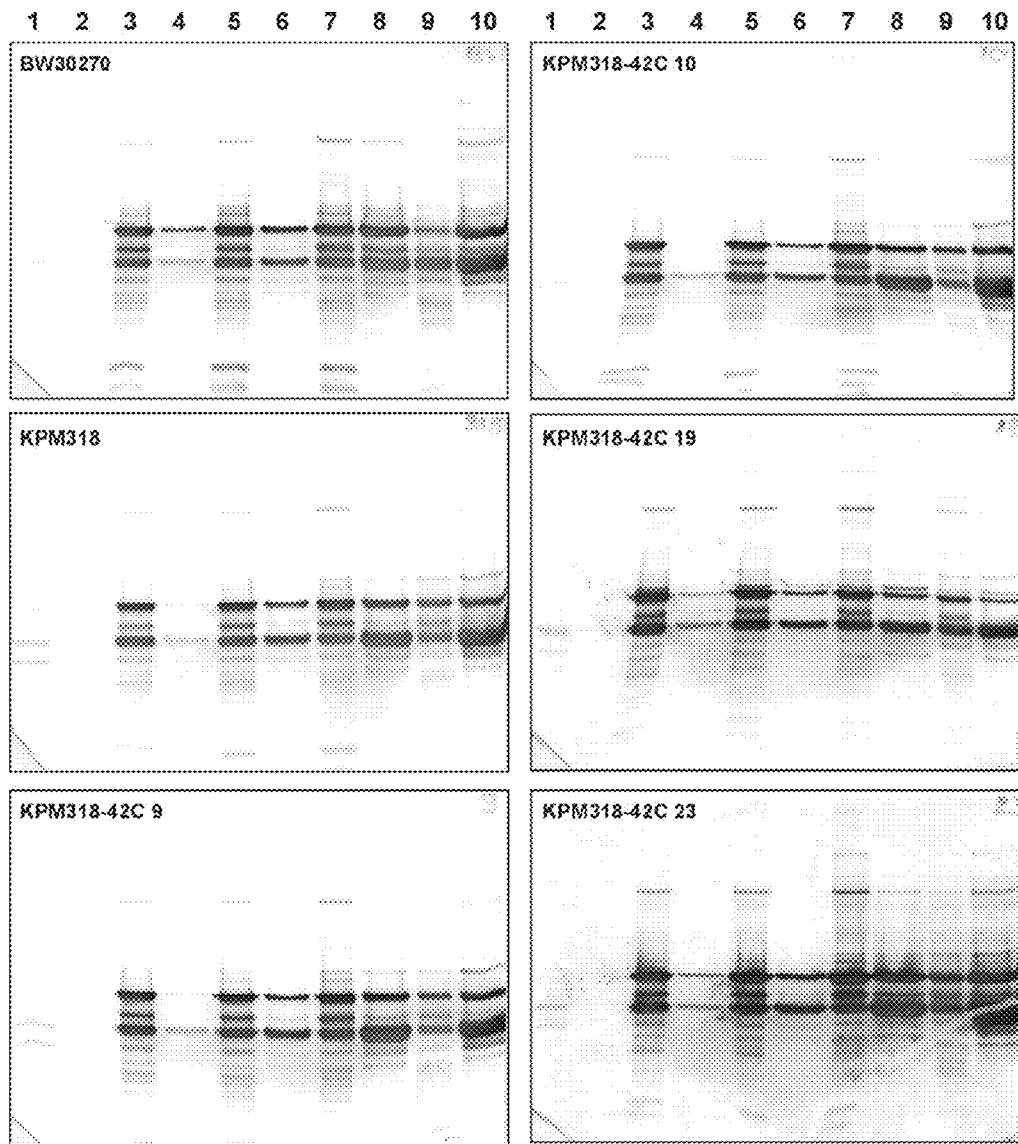 1 2 3 4 5 6 7 8 9 10 1 2 3 4 5 6 7 8 9 10
BW30270
KPM318-42C 10
KPM318
KPM318-42C 19
KPM318-42C 9
KPM318-42C 23